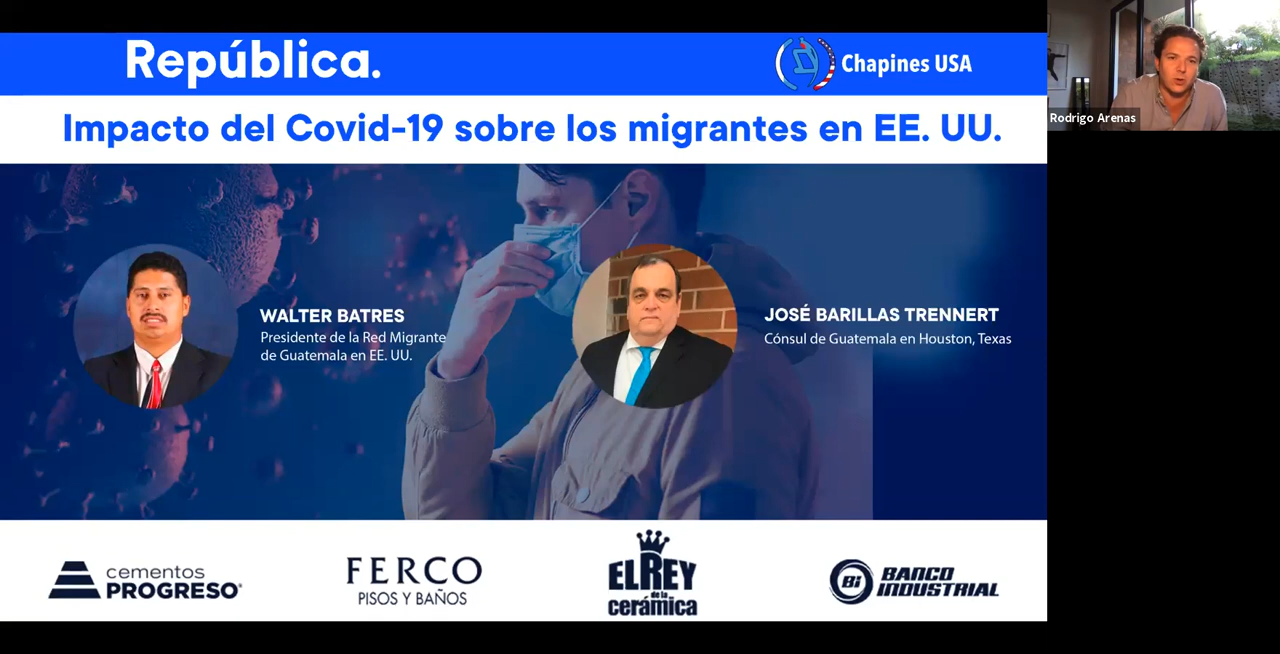 República.
Chapines USA
Rodrigo Arenas
Impacto del Covid-19 sobre los migrantes en EE. UU.
WALTER BATRES
Presidente de la Red Migrante
de Guatemala en EE. UU.
JOSÉ BARILLAS TRENNERT
Cónsul de Guatemala en Houston, Texas
cementos
PROGRESO®
FERCO
PISOS Y BAÑOS
EL REY
de la
cerámica
Bi
BANCO
INDUSTRIAL